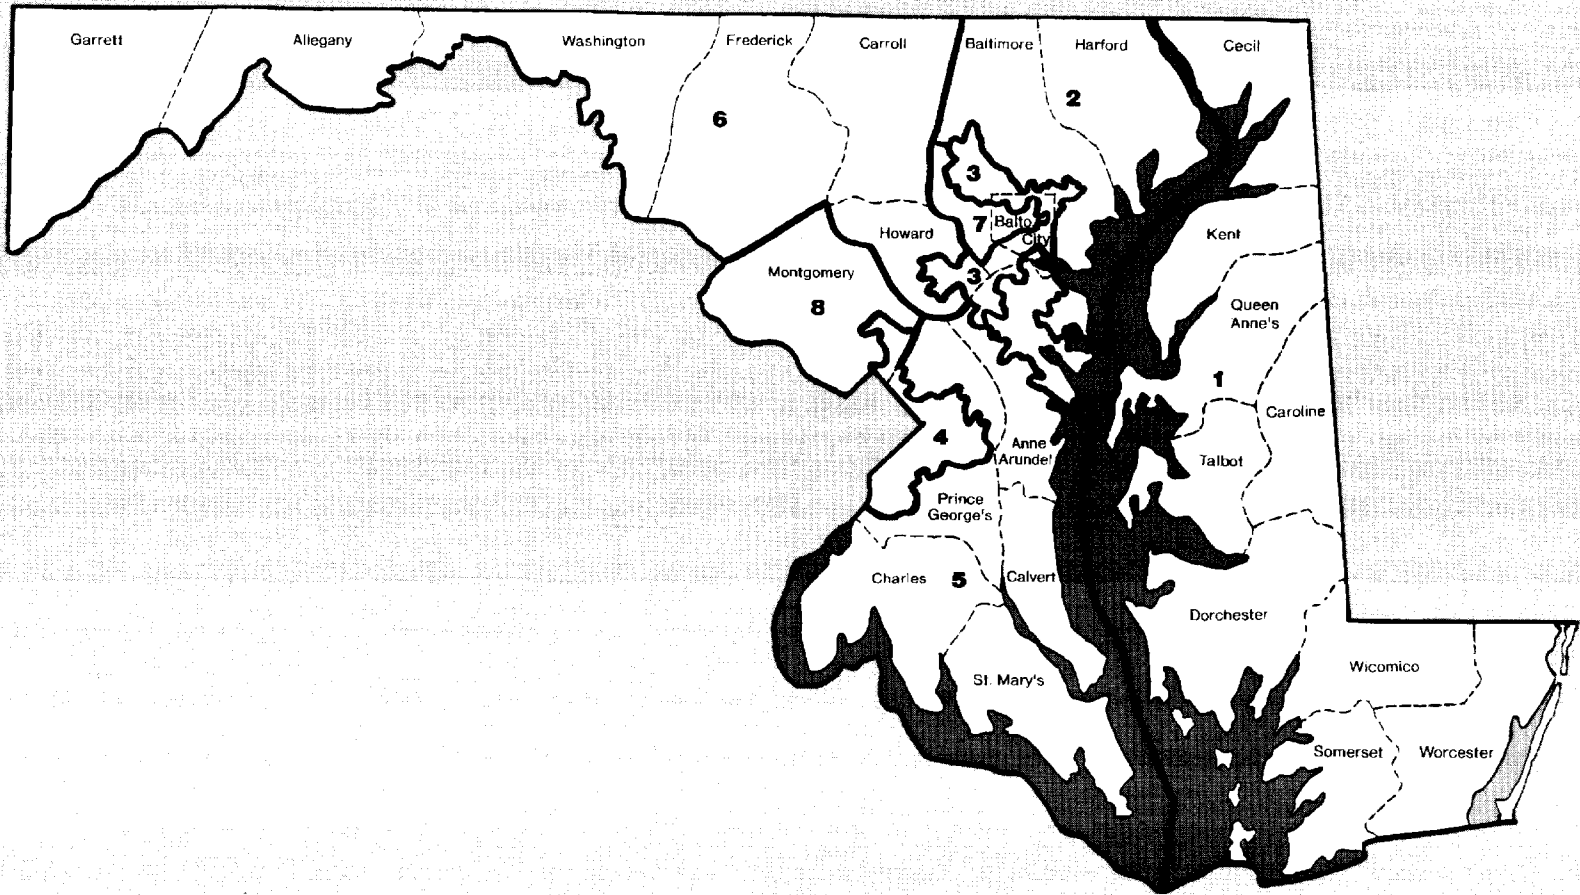 Garrett
Allegany
Washington
Frederick
Carroll
Baltimore
Harford
Cecil
2
6
3
7
Balto
City
Howard
Kent
Montgomery
3
8
Queen
Anne's
1
Caroline
4
Anne
Arundel
Talbot
Prince
George's
Charles
5
Calvert
Dorchester
Wicomico
St. Mary's
Somerset
Worcester